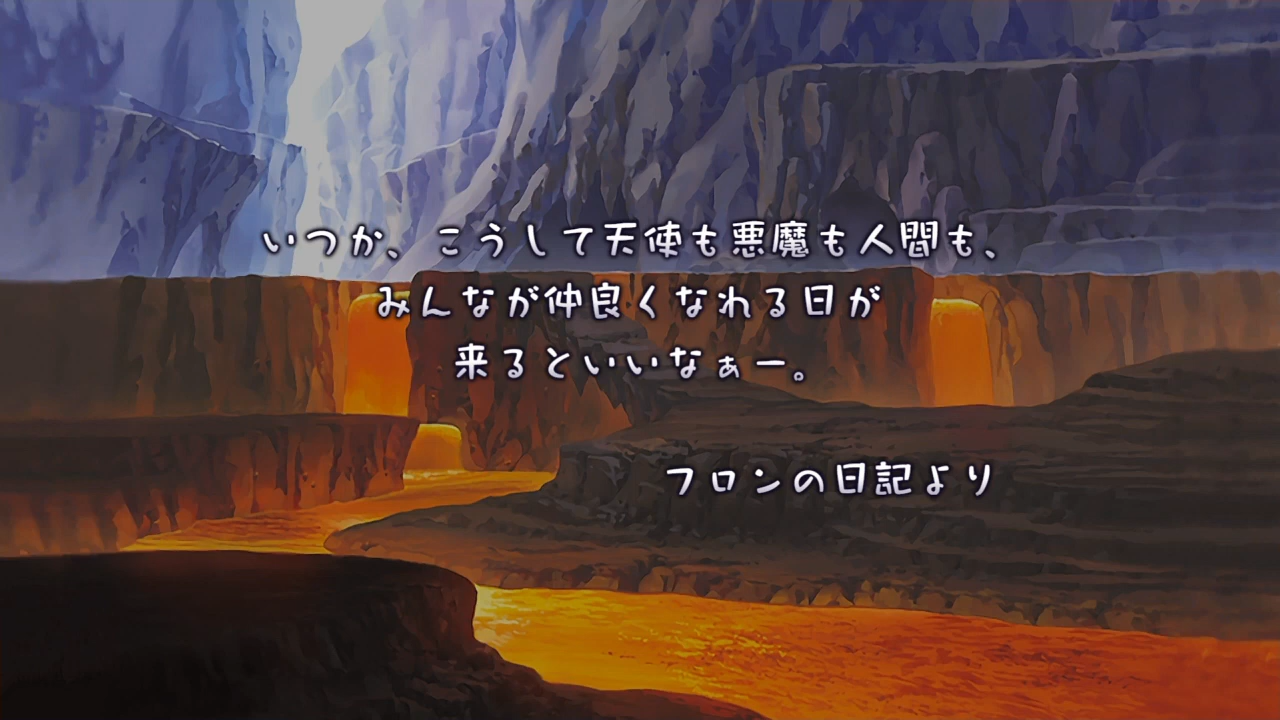 いつか、こうして天使も悪魔も人間も、
みんなが仲良くなれる日が
来るといいなぁー。
フロンの日記より